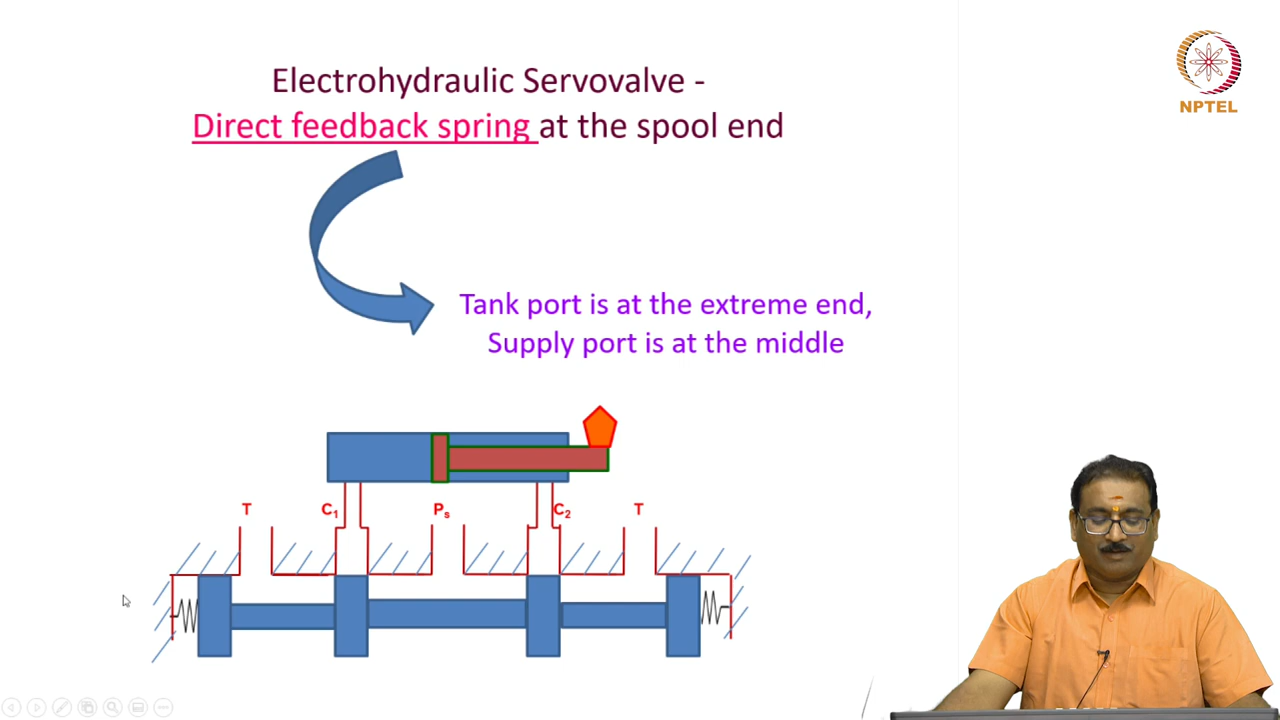 Electrohydraulic Servovalve -
Direct feedback spring at the spool end
NPTEL
Tank port is at the extreme end,
Supply port is at the middle
T C1 Ps C2 T